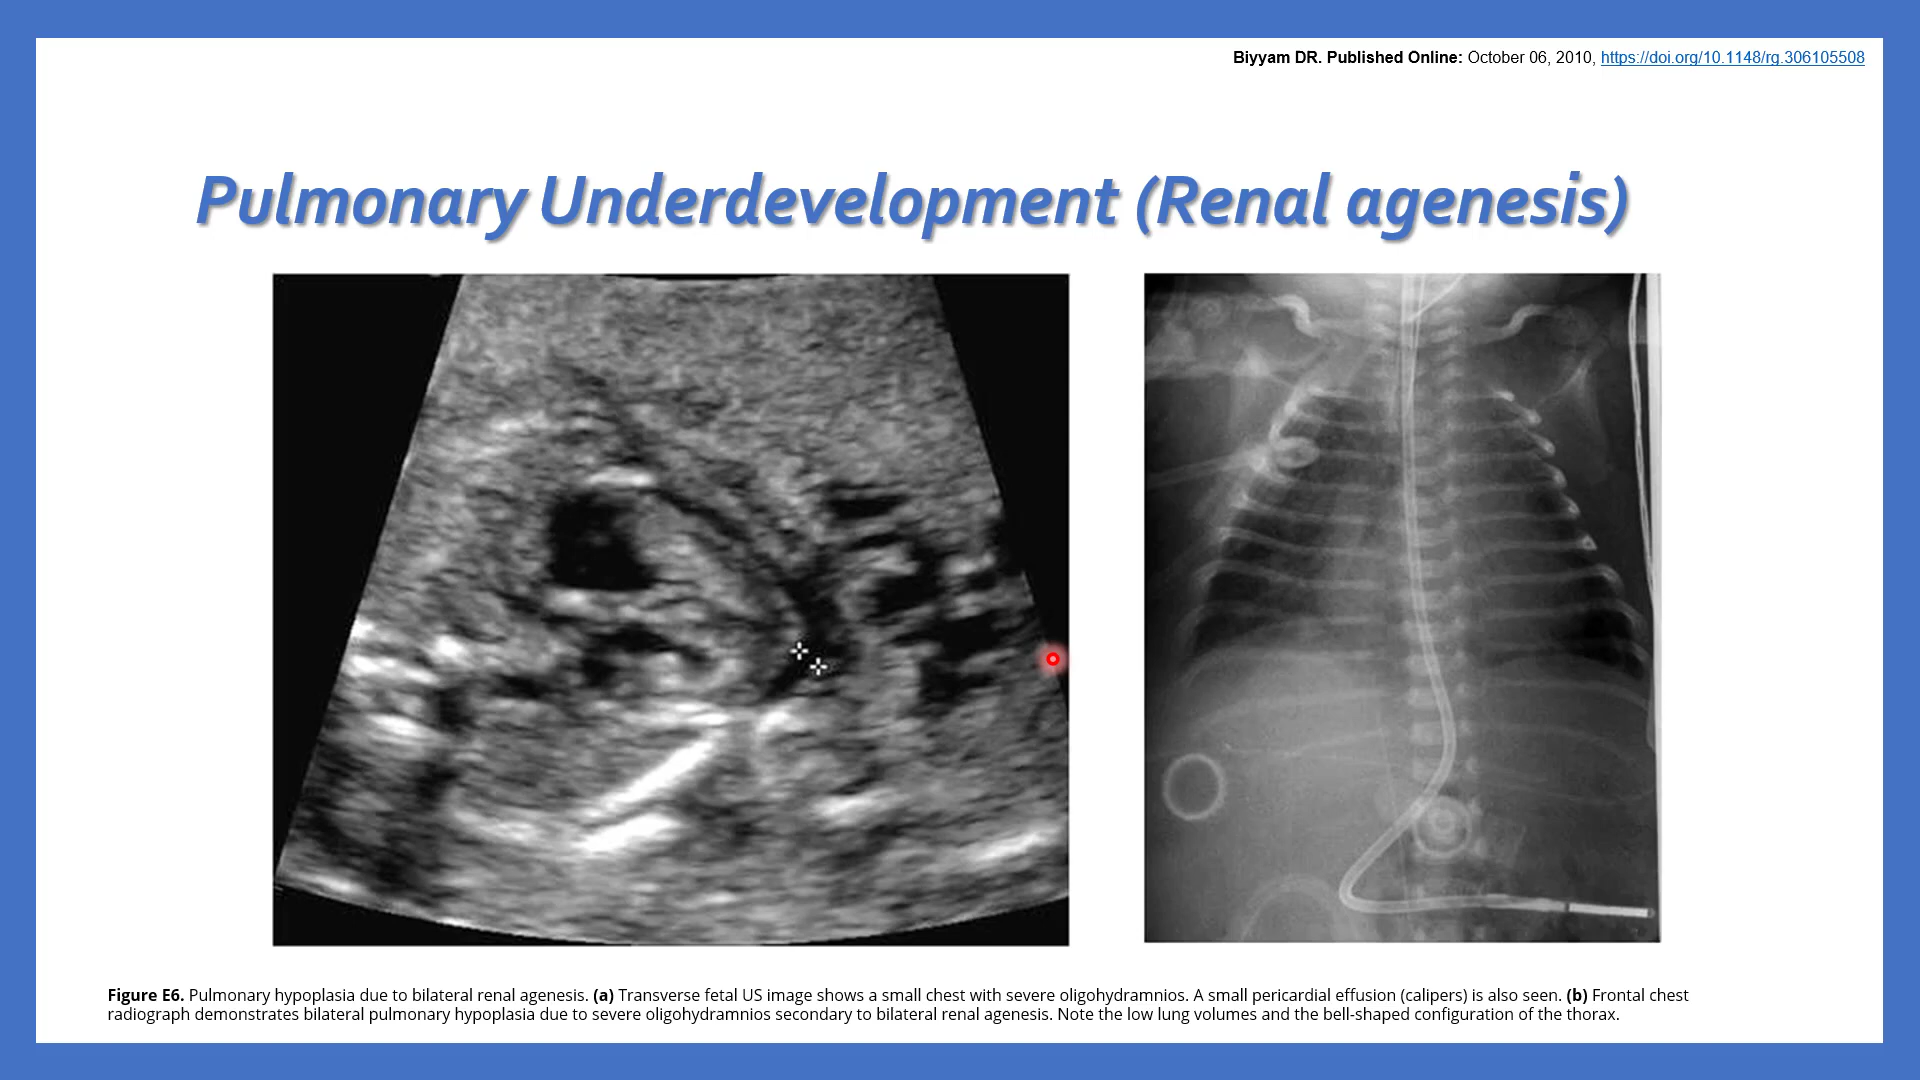 Biyyam DR. Published Online: October 06, 2010, https://doi.org/10.1148/rg.306105508
Pulmonary Underdevelopment (Renal agenesis)
Figure E6. Pulmonary hypoplasia due to bilateral renal agenesis. (a) Transverse fetal US image shows a small chest with severe oligohydramnios. A small pericardial effusion (calipers) is also seen. (b) Frontal chest
radiograph demonstrates bilateral pulmonary hypoplasia due to severe oligohydramnios secondary to bilateral renal agenesis. Note the low lung volumes and the bell-shaped configuration of the thorax.